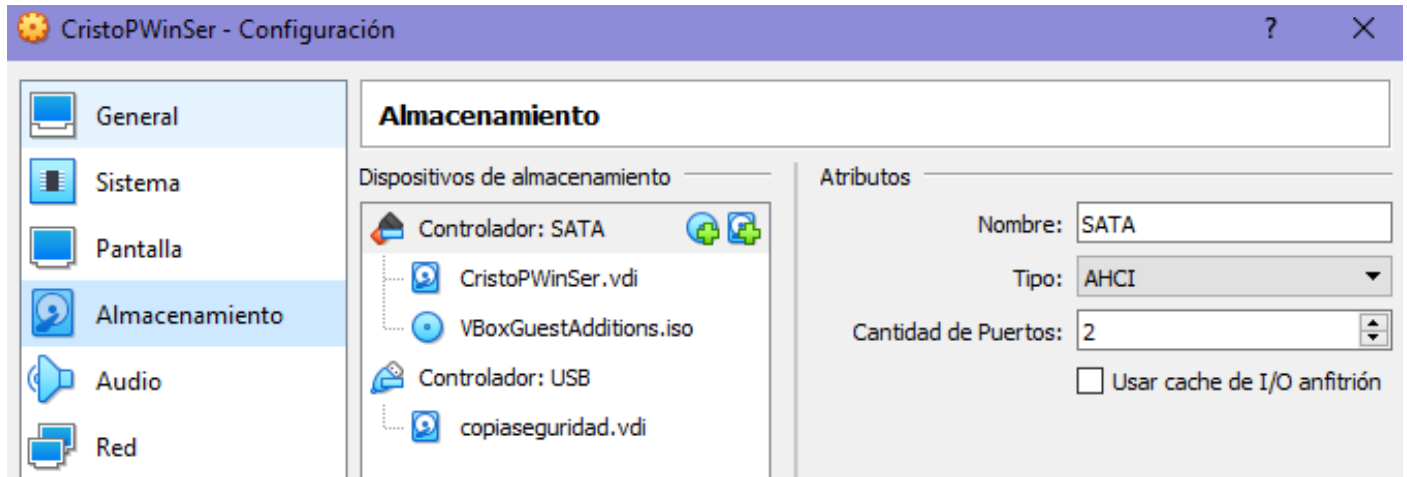 CristoPWinSer - Configuración ? ×
General
Sistema
Pantalla
Almacenamiento
Audio
Red
Almacenamiento
Dispositivos de almacenamiento
Controlador: SATA
CristoPWinSer.vdi
VBoxGuestAdditions.iso
Controlador: USB
copiaseguridad.vdi
Atributos
Nombre: SATA
Tipo: AHCI
Cantidad de Puertos: 2
Usar cache de I/O anfitrión